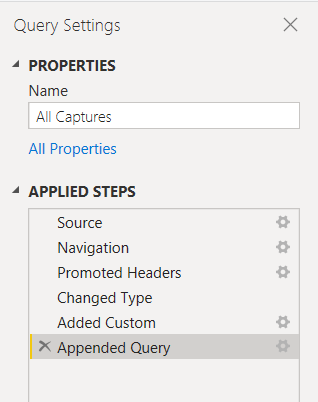 Query Settings
PROPERTIES
Name
All Captures
All Properties
APPLIED STEPS
Source
Navigation
Promoted Headers
Changed Type
Added Custom
Appended Query